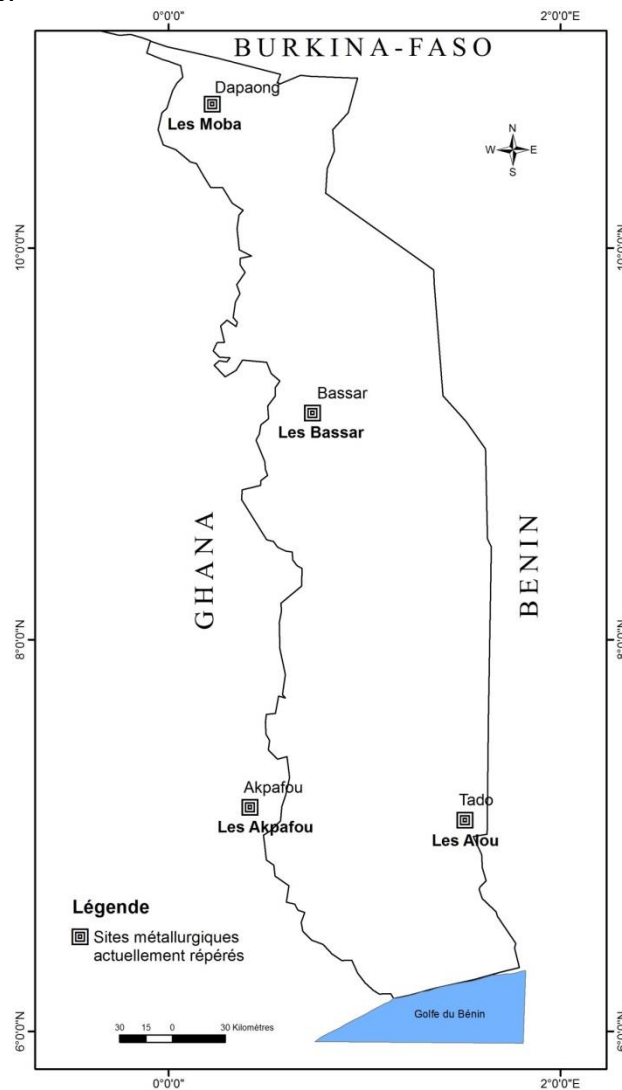 0°0'0"
2°0'0"E
BURKINA-FASO
Dapaong
Les Moba
N
W E
S
10°0'0"N
10°0'0"N
Bassar
Les Bassar
GHANA
BENIN
8°0'0"N
8°0'0"N
Akpafou
Les Akpafou
Tado
Les Alou
Légende
Sites métallurgiques
actuellement répérés
30 15 0 30 Kilomètres
Golfe du Bénin
6°0'0"N
6°0'0"N
0°0'0"
2°0'0"E